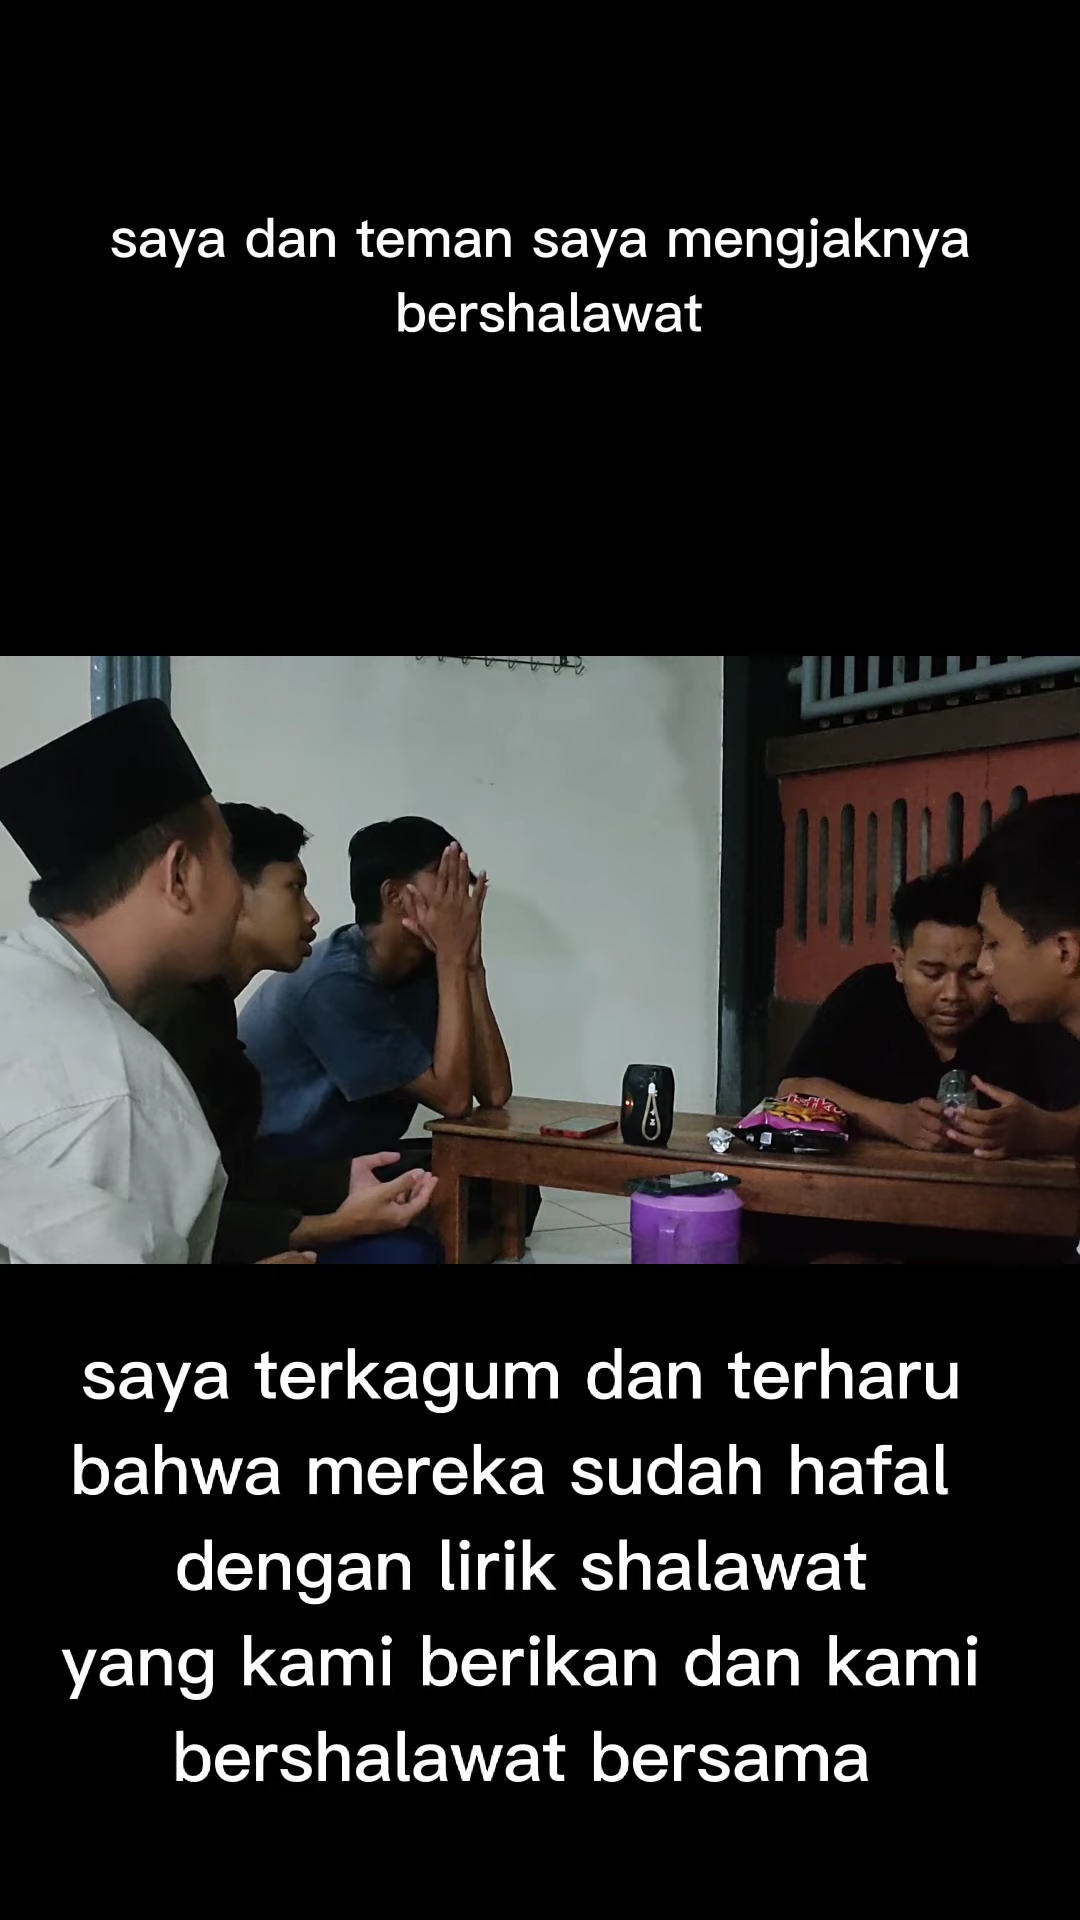 saya dan teman saya mengjaknya
bershalawat
saya terkagum dan terharu
bahwa mereka sudah hafal
dengan lirik shalawat
yang kami berikan dan kami
bershalawat bersama